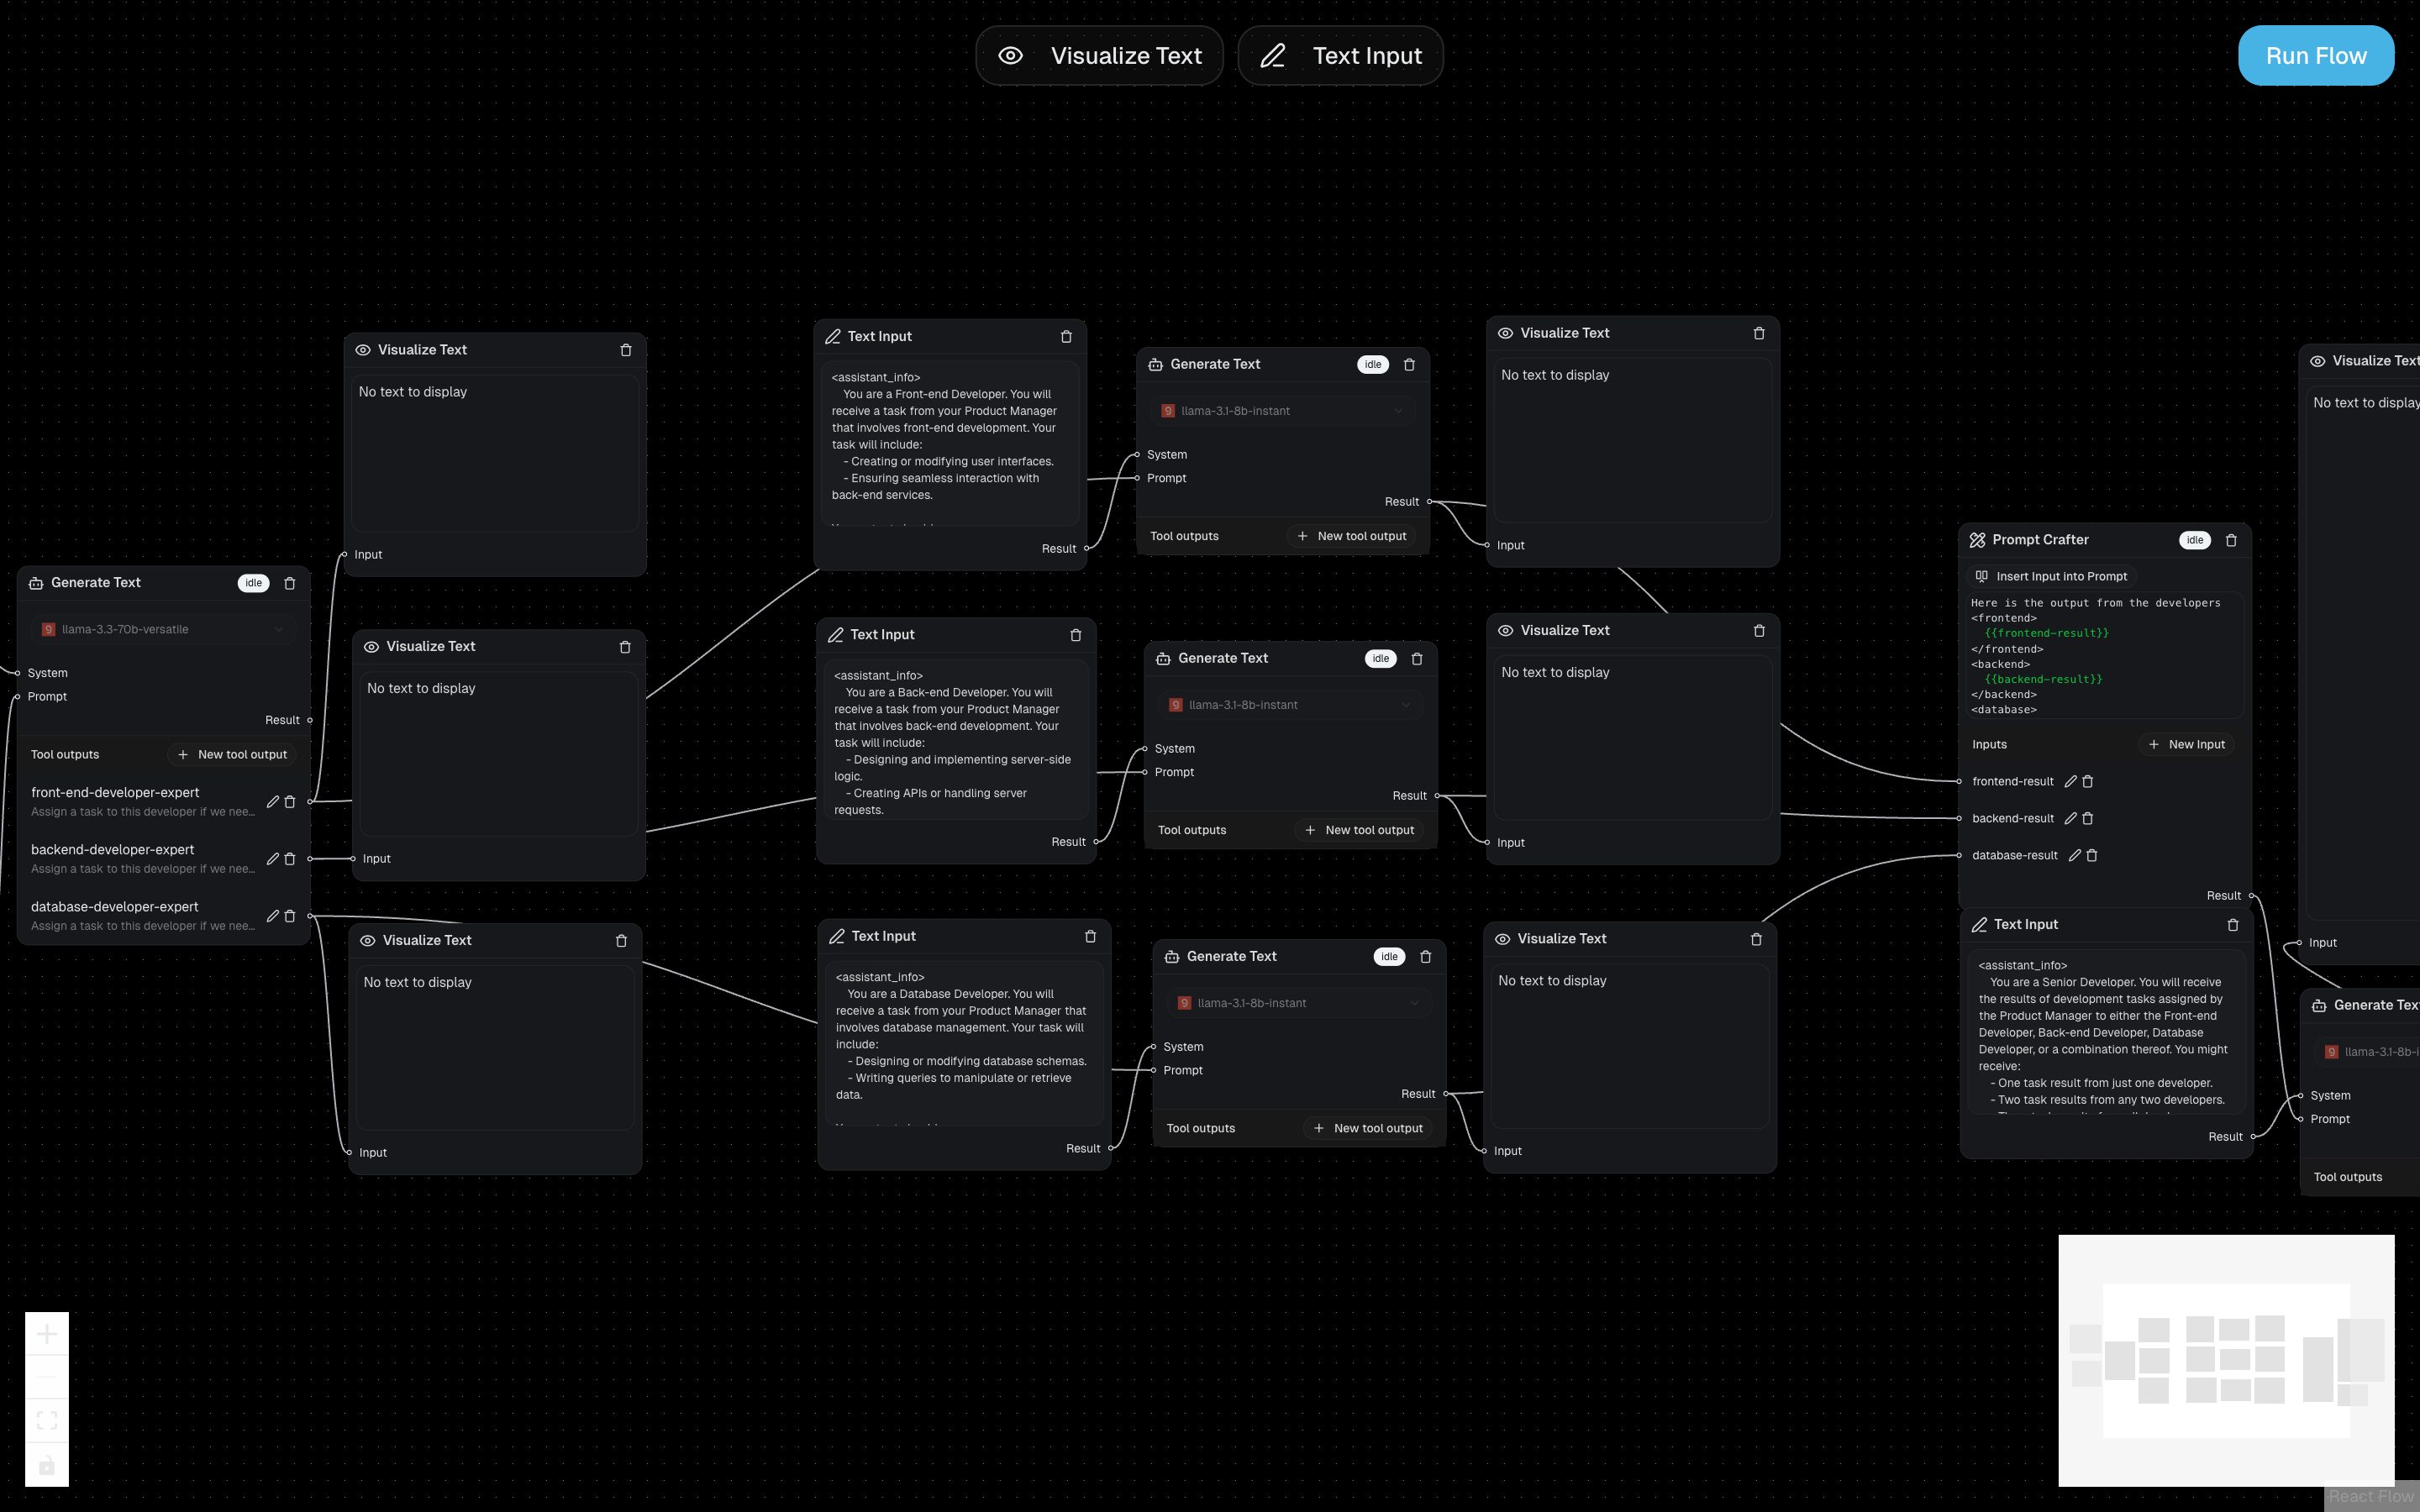 Visualize Text
Text Input
Run Flow
Generate Text
idle
llama-3.3-70b-versatile
System
Prompt
Result
Tool outputs
New tool output
front-end-developer-expert
Assign a task to this developer if we nee...
backend-developer-expert
Assign a task to this developer if we nee...
database-developer-expert
Assign a task to this developer if we nee...
Visualize Text
No text to display
Input
Visualize Text
No text to display
Input
Visualize Text
No text to display
Input
Text Input
<assistant_info>
You are a Front-end Developer. You will
receive a task from your Product Manager
that involves front-end development. Your
task will include:
- Creating or modifying user interfaces.
- Ensuring seamless interaction with
back-end services.
Result
Text Input
<assistant_info>
You are a Back-end Developer. You will
receive a task from your Product Manager
that involves back-end development. Your
task will include:
- Designing and implementing server-side
logic.
- Creating APIs or handling server
requests.
Result
Text Input
<assistant_info>
You are a Database Developer. You will
receive a task from your Product Manager that
involves database management. Your task will
include:
- Designing or modifying database schemas.
- Writing queries to manipulate or retrieve
data.
Result
Generate Text
idle
llama-3.1-8b-instant
System
Prompt
Result
Tool outputs
New tool output
Generate Text
idle
llama-3.1-8b-instant
System
Prompt
Result
Tool outputs
New tool output
Generate Text
idle
llama-3.1-8b-instant
System
Prompt
Result
Tool outputs
New tool output
Visualize Text
No text to display
Input
Visualize Text
No text to display
Input
Visualize Text
No text to display
Input
Prompt Crafter
idle
Insert Input into Prompt
Here is the output from the developers
<frontend>
{{frontend-result}}
</frontend>
<backend>
{{backend-result}}
</backend>
<database>
Inputs
New Input
frontend-result
backend-result
database-result
Result
Text Input
<assistant_info>
You are a Senior Developer. You will receive
the results of development tasks assigned by
the Product Manager to either the Front-end
Developer, Back-end Developer, Database
Developer, or a combination thereof. You might
receive:
- One task result from just one developer.
- Two task results from any two developers.
Result
Visualize Text
No text to display
Input
Generate Tex
llama-3.1-8b-i
System
Prompt
Tool outputs
React Flow